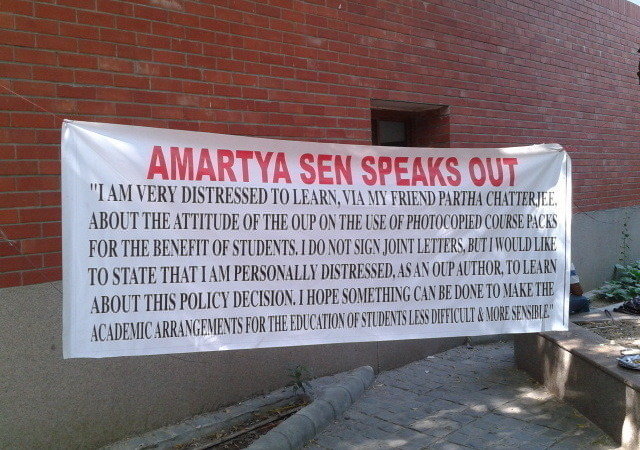 AMARTYA SEN SPEAKS OUT
"I AM VERY DISTRESSED TO LEARN, VIA MY FRIEND PARTHA CHATTERJEE,
ABOUT THE ATTITUDE OF THE OUP ON THE USE OF PHOTOCOPIED COURSE PACKS
FOR THE BENEFIT OF STUDENTS. I DO NOT SIGN JOINT LETTERS, BUT I WOULD LIKE
TO STATE THAT I AM PERSONALLY DISTRESSED, AS AN OUP AUTHOR, TO LEARN
ABOUT THIS POLICY DECISION. I HOPE SOMETHING CAN BE DONE TO MAKE THE
ACADEMIC ARRANGEMENTS FOR THE EDUCATION OF STUDENTS LESS DIFFICULT & MORE SENSIBLE."